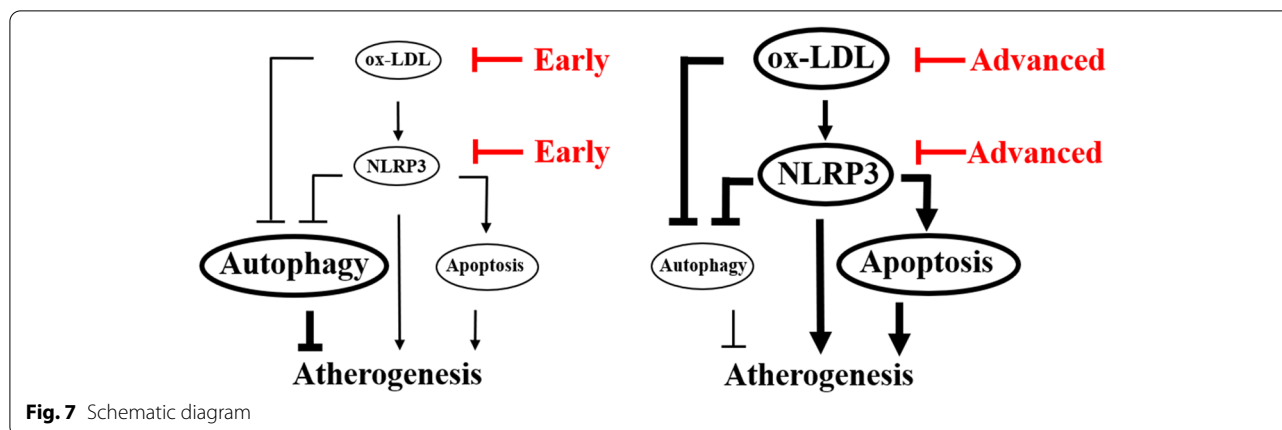 ox-LDL
Early
NLRP3
Early
Autophagy
Apoptosis
Atherogenesis
ox-LDL
Advanced
NLRP3
Advanced
Autophagy
Apoptosis
Atherogenesis
Fig. 7 Schematic diagram